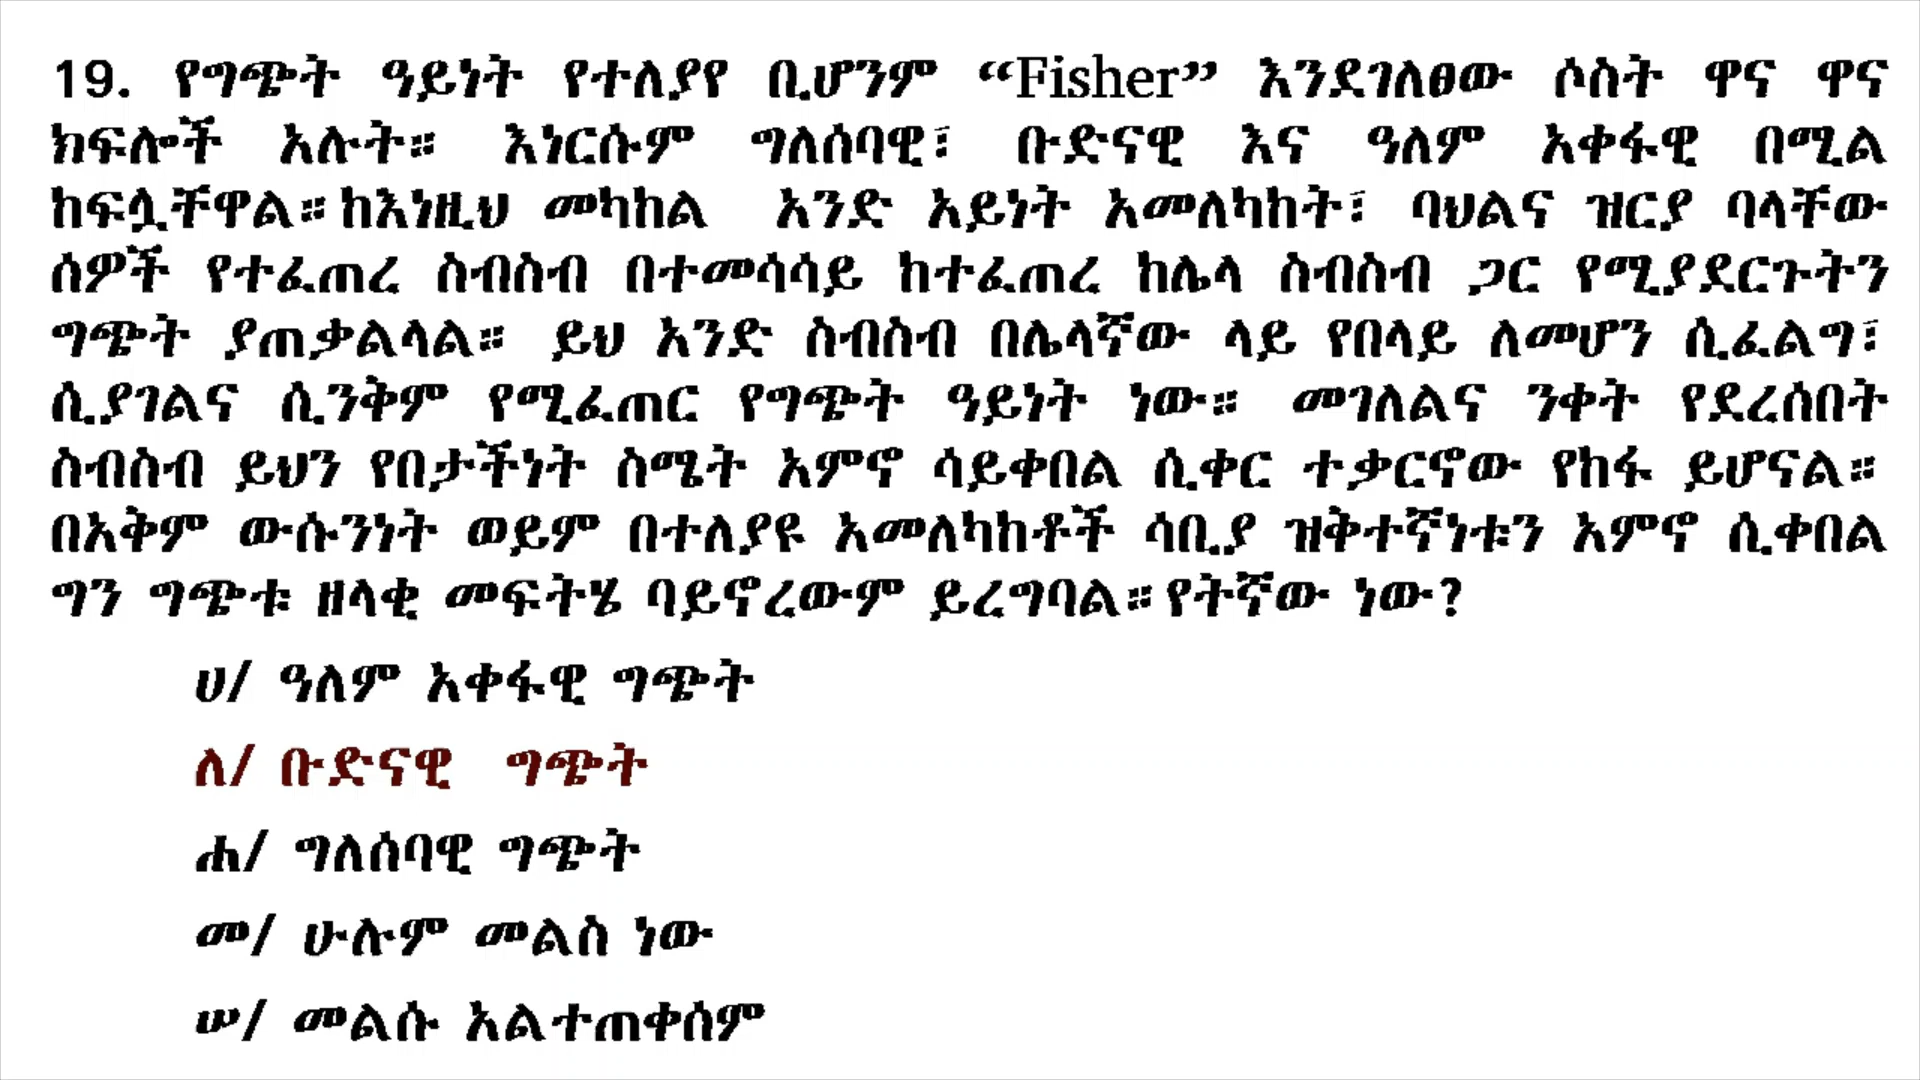 19. የግጭት ዓይነት የተለያየ ቢሆንም “Fisher” እንደገለፀው ሶስት ዋና ዋና
ክፍሎች አሉት። እነርሱም ግለሰባዊ፣ ቡድናዊ እና ዓለም አቀፋዊ በሚል
ከፍሏቸዋል። ከእነዚህ መካከል አንድ አይነት አመለካከት፣ ባህልና ዝርያ ባላቸው
ሰዎች የተፈጠረ ስብስብ በተመሳሳይ ከተፈጠረ ከሌላ ስብስብ ጋር የሚያደርጉትን
ግጭት ያጠቃልላል። ይህ አንድ ስብስብ በሌላኛው ላይ የበላይ ለመሆን ሲፈልግ፣
ሲያገልና ሲንቅም የሚፈጠር የግጭት ዓይነት ነው። መገለልና ንቀት የደረሰበት
ስብስብ ይህን የበታችነት ስሜት አምኖ ሳይቀበል ሲቀር ተቃርኖው የከፋ ይሆናል።
በአቅም ውሱንነት ወይም በተለያዩ አመለካከቶች ሳቢያ ዝቅተኛነቱን አምኖ ሲቀበል
ግን ግጭቱ ዘላቂ መፍትሄ ባይኖረውም ይረግባል። የትኛው ነው?
ሀ/ ዓለም አቀፋዊ ግጭት
ለ/ ቡድናዊ ግጭት
ሐ/ ግለሰባዊ ግጭት
መ/ ሁሉም መልስ ነው
ሠ/ መልሱ አልተጠቀሰም